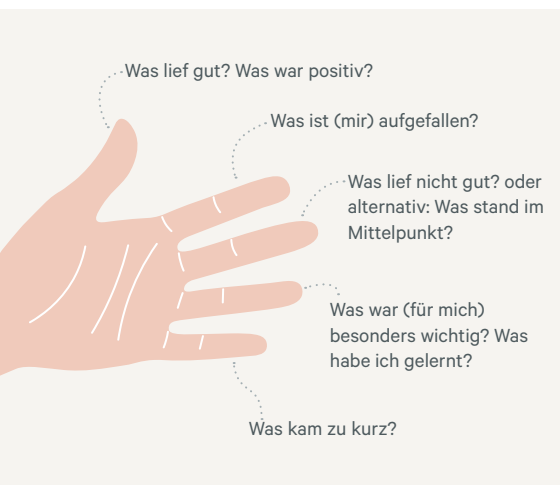 Was lief gut? Was war positiv?
Was ist (mir) aufgefallen?
Was lief nicht gut? oder
alternativ: Was stand im
Mittelpunkt?
Was war (für mich)
besonders wichtig? Was
habe ich gelernt?
Was kam zu kurz?